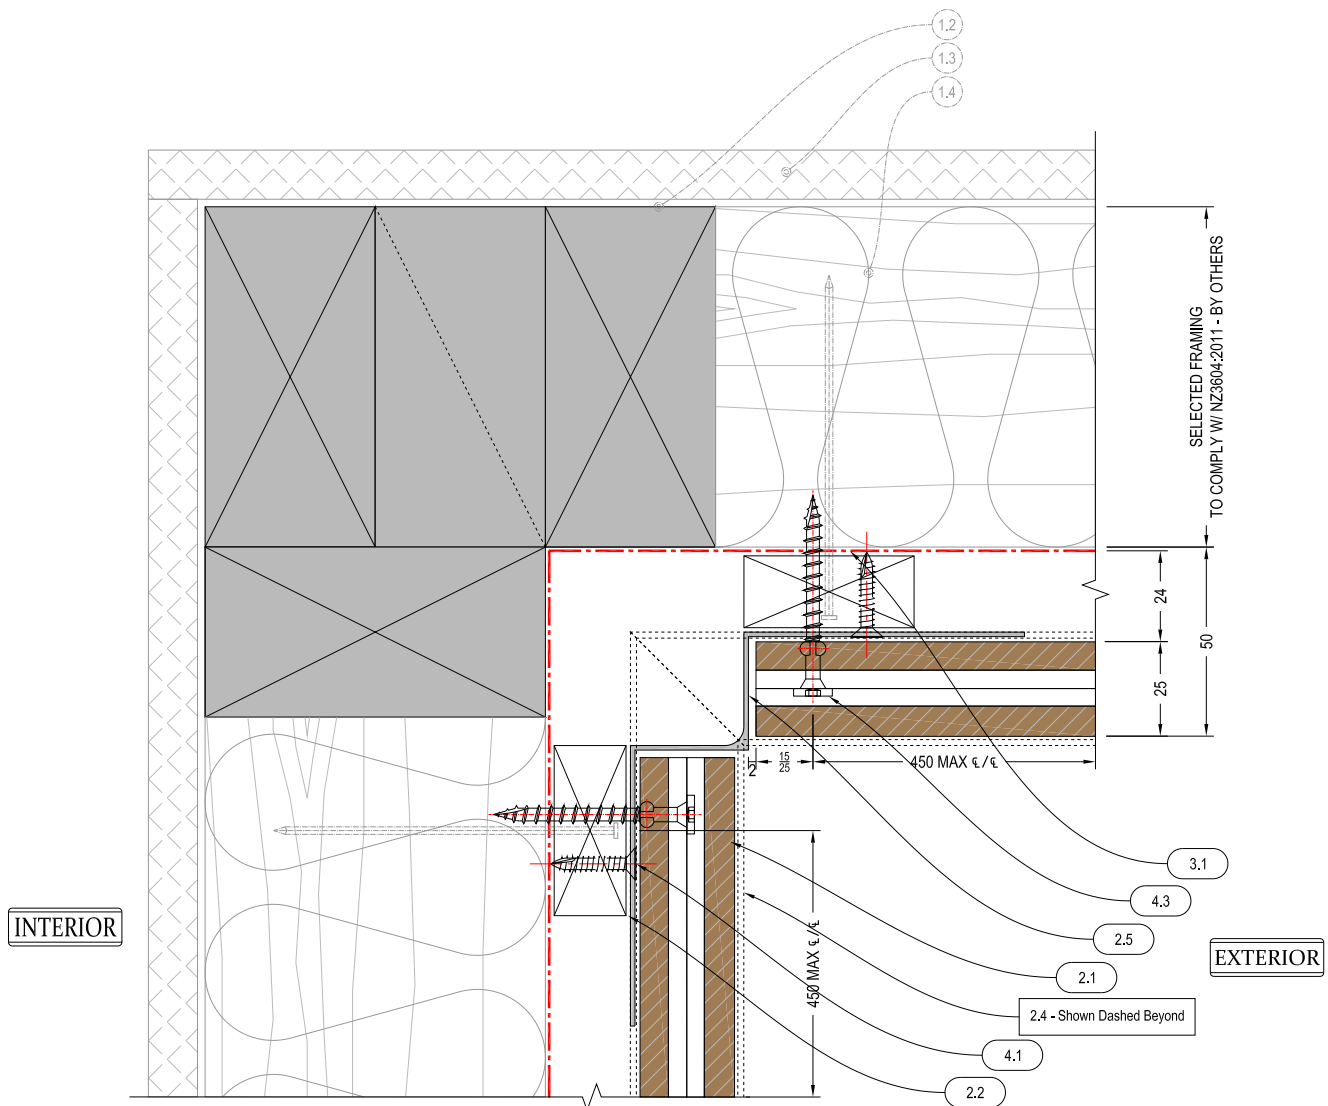 1.2
1.3
1.4
SELECTED FRAMING
TO COMPLY W/ NZ3604:2011 - BY OTHERS
24
50
25
2
15
25
450 MAX ℄/℄
450 MAX ℄/℄
3.1
4.3
2.5
2.1
2.4 - Shown Dashed Beyond
4.1
2.2
INTERIOR
EXTERIOR